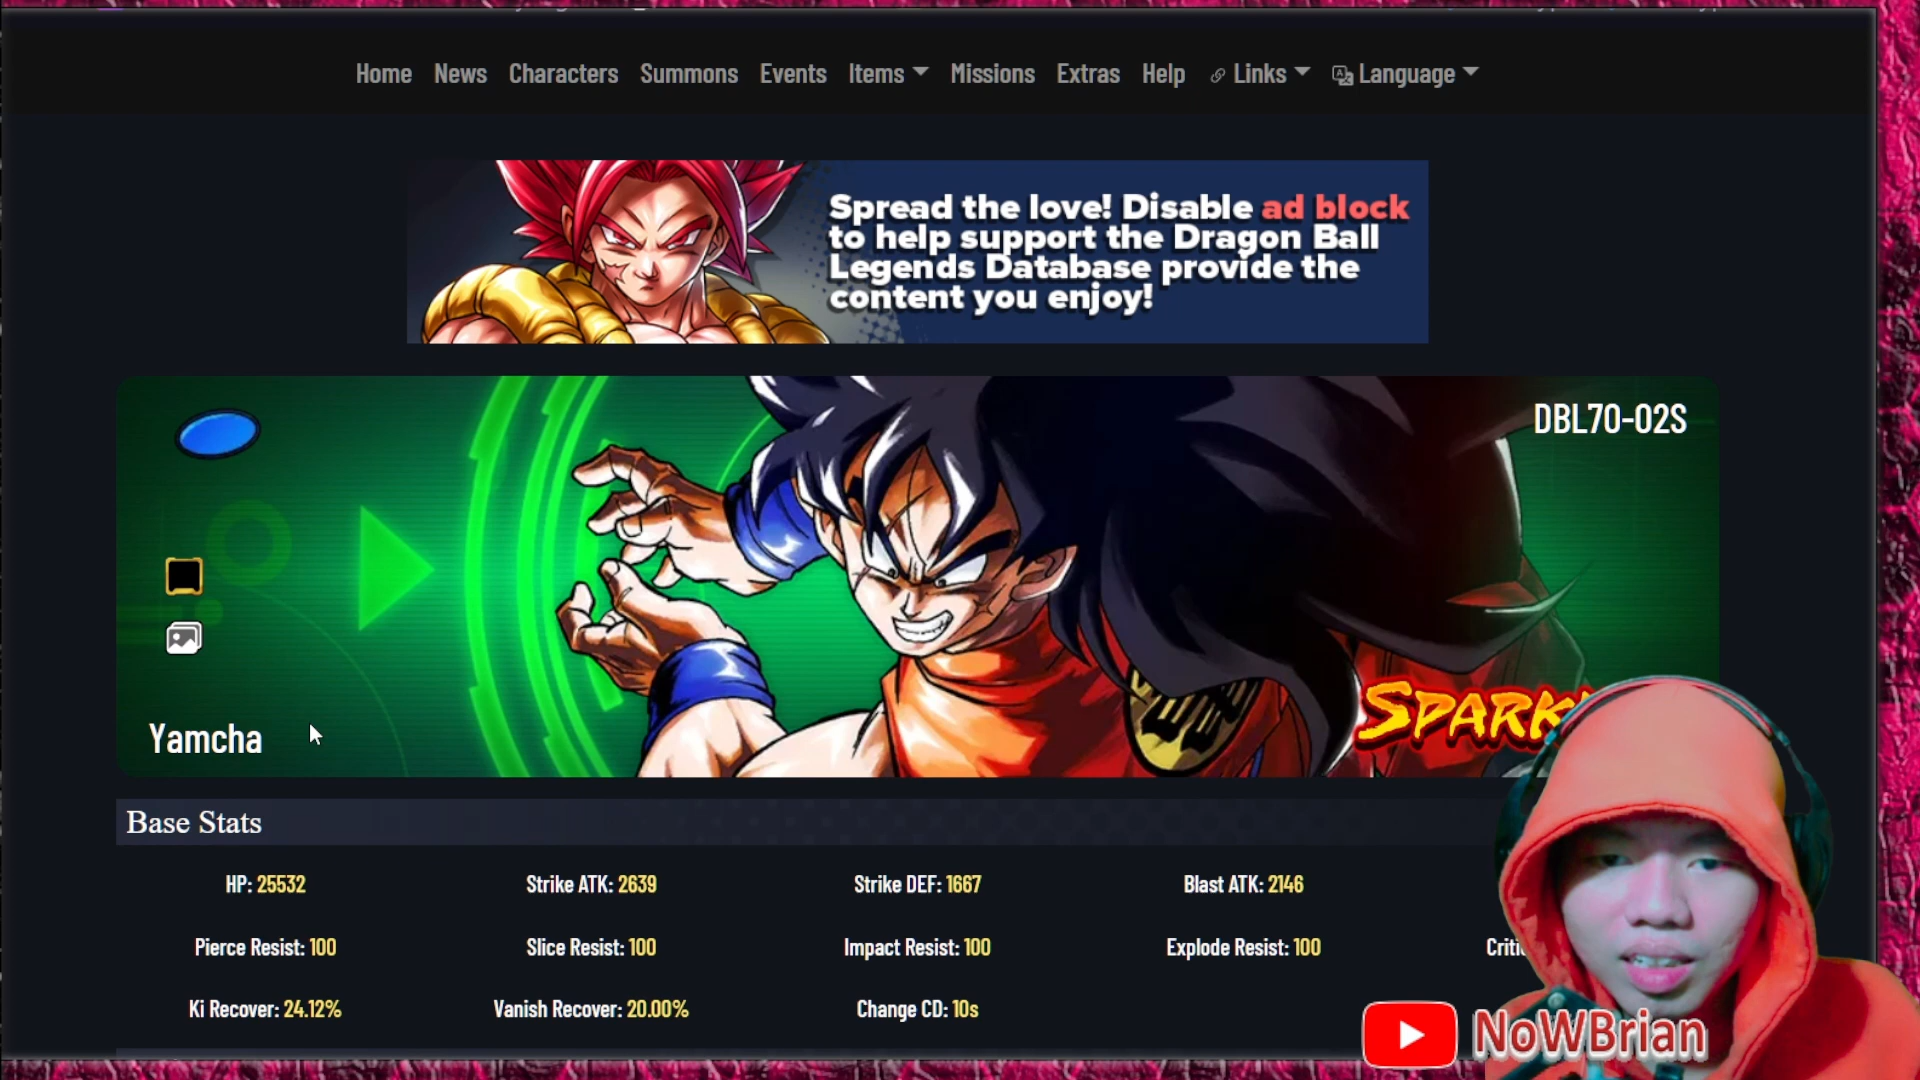 Home News Characters Summons Events Items Missions Extras Help Links Language
Spread the love! Disable ad block
to help support the Dragon Ball
Legends Database provide the
content you enjoy!
DBL70-02S
SPARK
Yamcha
Base Stats
HP: 25532 Strike ATK: 2639 Strike DEF: 1667 Blast ATK: 2146
Pierce Resist: 100 Slice Resist: 100 Impact Resist: 100 Explode Resist: 100 Critic
Ki Recover: 24.12% Vanish Recover: 20.00% Change CD: 10s
NoWBrian